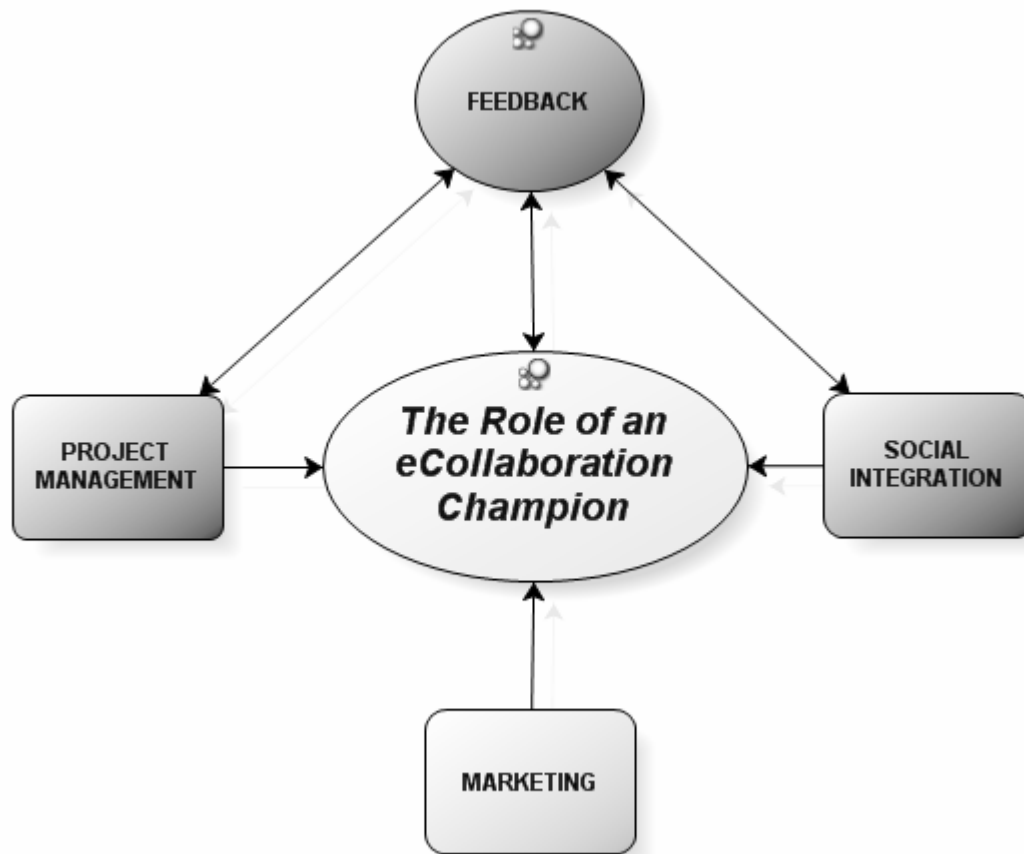 FEEDBACK
The Role of an
eCollaboration
Champion
PROJECT
MANAGEMENT
SOCIAL
INTEGRATION
MARKETING